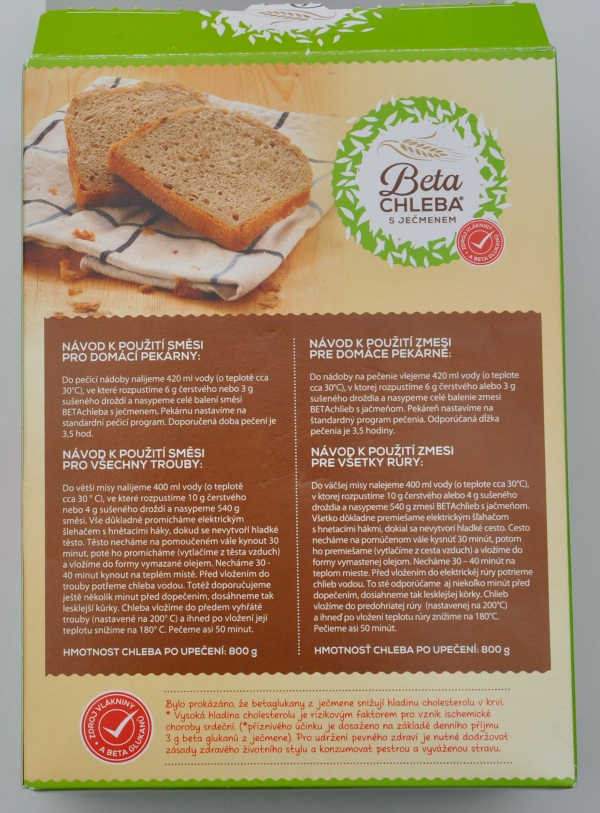 Beta
CHLEBA®
S JEČMENEM
ZDROJ VLÁKNINY
A BETA GLUKANŮ
NÁVOD K POUŽITÍ SMĚSI
PRO DOMÁCÍ PEKÁRNY:
Do pečící nádoby nalijeme 420 ml vody (o teplotě cca
30°C), ve které rozpustíme 6 g čerstvého nebo 3 g
sušeného droždí a nasypeme celé balení směsi
BETAchleba s ječmenem. Pekárnu nastavíme na
standardní pečicí program. Doporučená doba pečení je
3,5 hod.
NÁVOD K POUŽITÍ SMĚSI
PRO VŠECHNY TROUBY:
Do větší mísy nalijeme 400 ml vody (o teplotě
cca 30 ° C), ve které rozpustíme 10 g čerstvého
nebo 4 g sušeného droždí a nasypeme 540 g
směsi. Vše důkladně promícháme elektrickým
šlehačem s hnětacími háky, dokud se nevytvoří hladké
těsto. Těsto necháme na pomoučeném vále kynout 30
minut, poté ho promícháme (vytlačíme z těsta vzduch)
a vložíme do formy vymazané olejem. Necháme 30 -
40 minut kynout na teplém místě. Před vložením do
trouby potřeme chleba vodou. Totéž doporučujeme
ještě několik minut před dopečením, dosáhneme tak
lesklejší kůrky. Chleba vložíme do předem vyhřáté
trouby (nastavené na 200° C) a ihned po vložení její
teplotu snížíme na 180° C. Pečeme asi 50 minut.
HMOTNOST CHLEBA PO UPEČENÍ: 800 g
NÁVOD K POUŽITÍ ZMESI
PRE DOMÁCE PEKÁRNE:
Do nádoby na pečenie vlejeme 420 ml vody (o teplote cca
30°C), v ktorej rozpustíme 6 g čerstvého alebo 3 g
sušeného droždia a nasypeme celé balenie zmesi
BETAchlieb s jačmeňom. Pekáreň nastavíme na
štandardný program pečenia. Odporúčaná dĺžka
pečenia je 3,5 hodiny.
NÁVOD K POUŽITÍ ZMESI
PRE VŠETKY RÚRY:
Do väčšej misy nalejeme 400 ml vody (o teplote cca 30°C),
v ktorej rozpustíme 10 g čerstvého alebo 4 g sušeného
droždia a nasypeme 540 g zmesi BETAchlieb s jačmeňom.
Všetko dôkladne premiešame elektrickým šľahačom
s hnetacími hákmi, dokial sa nevytvorí hladké cesto. Cesto
necháme na pomúčenom vále kysnúť 30 minút, potom
ho premiešame (vytlačíme z cesta vzduch) a vložíme do
formy vymastenej olejom. Necháme 30 – 40 minút na
teplom mieste. Před vložením do elektrickej rúry potrieme
chlieb vodou. To sté odporúčame aj niekoľko minút před
dopečením, dosiahneme tak lesklejšej kôrky. Chlieb
vložíme do predohriatej rúry (nastavenej na 200°C)
a ihneď po vložení teplotu rúry znížíme na 180°C.
Pečieme asi 50 minút.
HMOTNOSŤ CHLEBA PO UPEČENÍ: 800 g
ZDROJ VLÁKNINY
A BETA GLUKANŮ
Bylo prokázáno, že betaglukany z ječmene snižují hladinu cholesterolu v krvi.
* Vysoká hladina cholesterolu je rizikovým faktorem pro vznik ischemické
choroby srdeční. (*příznivého účinku je dosaženo na základě denního příjmu
3 g beta glukanů z ječmene). Pro udržení pevného zdraví je nutné dodržovat
zásady zdravého životního stylu a konzumovat pestrou a vyváženou stravu.